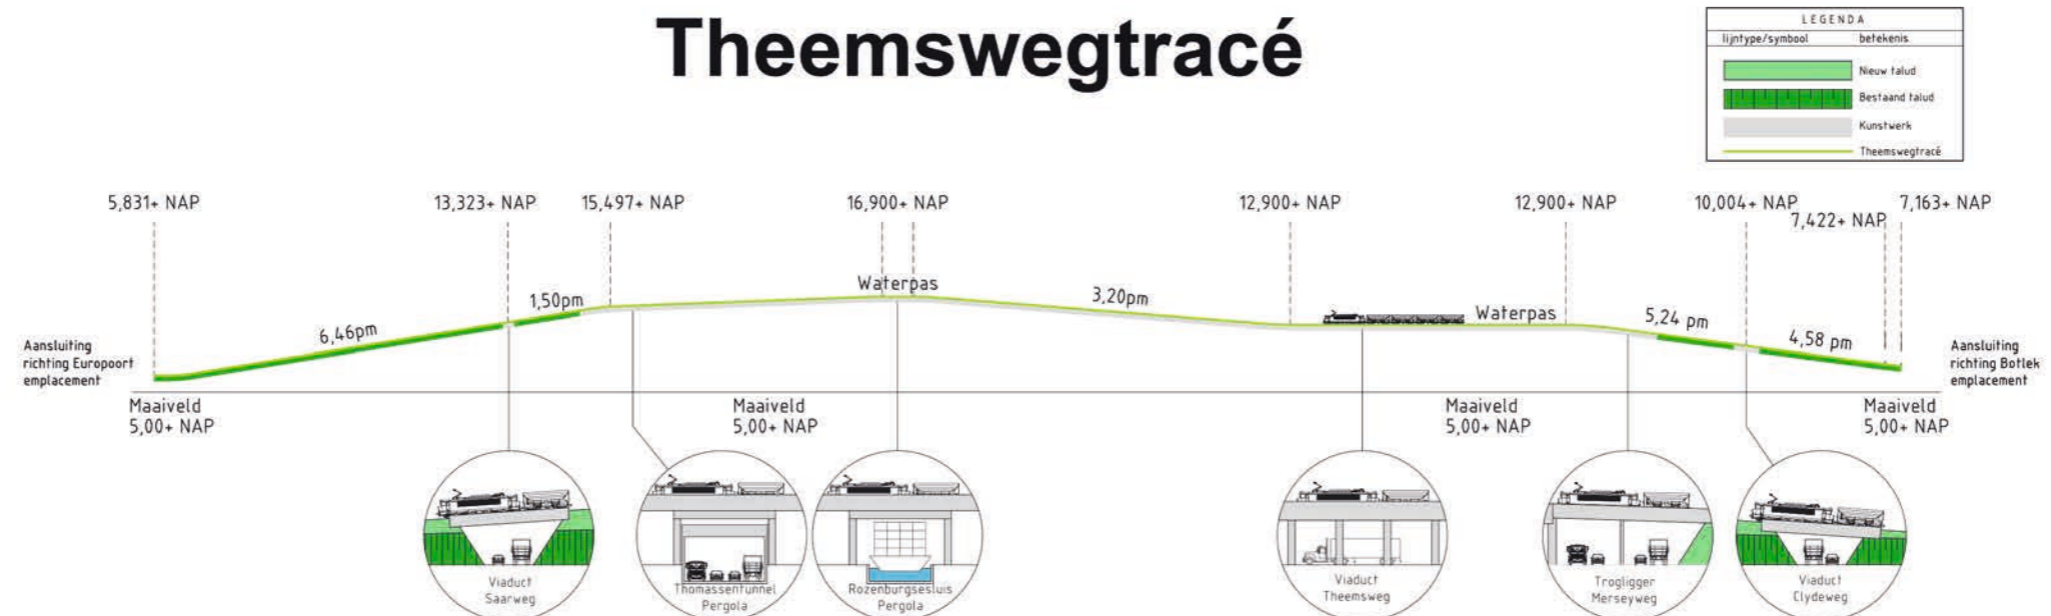 Theemswegtracé
LEGENDA
lijntype/symbool betekenis
Nieuw talud
Bestaand talud
Kunstwerk
Theemswegtracé
5,831+ NAP
13,323+ NAP
15,497+ NAP
16,900+ NAP
12,900+ NAP
12,900+ NAP
10,004+ NAP
7,422+ NAP
7,163+ NAP
6,46pm
1,50pm
Waterpas
3,20pm
Waterpas
5,24 pm
4,58 pm
Aansluiting
richting Europoort
emplacement
Aansluiting
richting Botlek
emplacement
Maaiveld
5,00+ NAP
Maaiveld
5,00+ NAP
Maaiveld
5,00+ NAP
Maaiveld
5,00+ NAP
Viaduct
Saarweg
Thomassentunnel
Pergola
Rozenburgsesluis
Pergola
Viaduct
Theemsweg
Trogligger
Merseyweg
Viaduct
Clydeweg